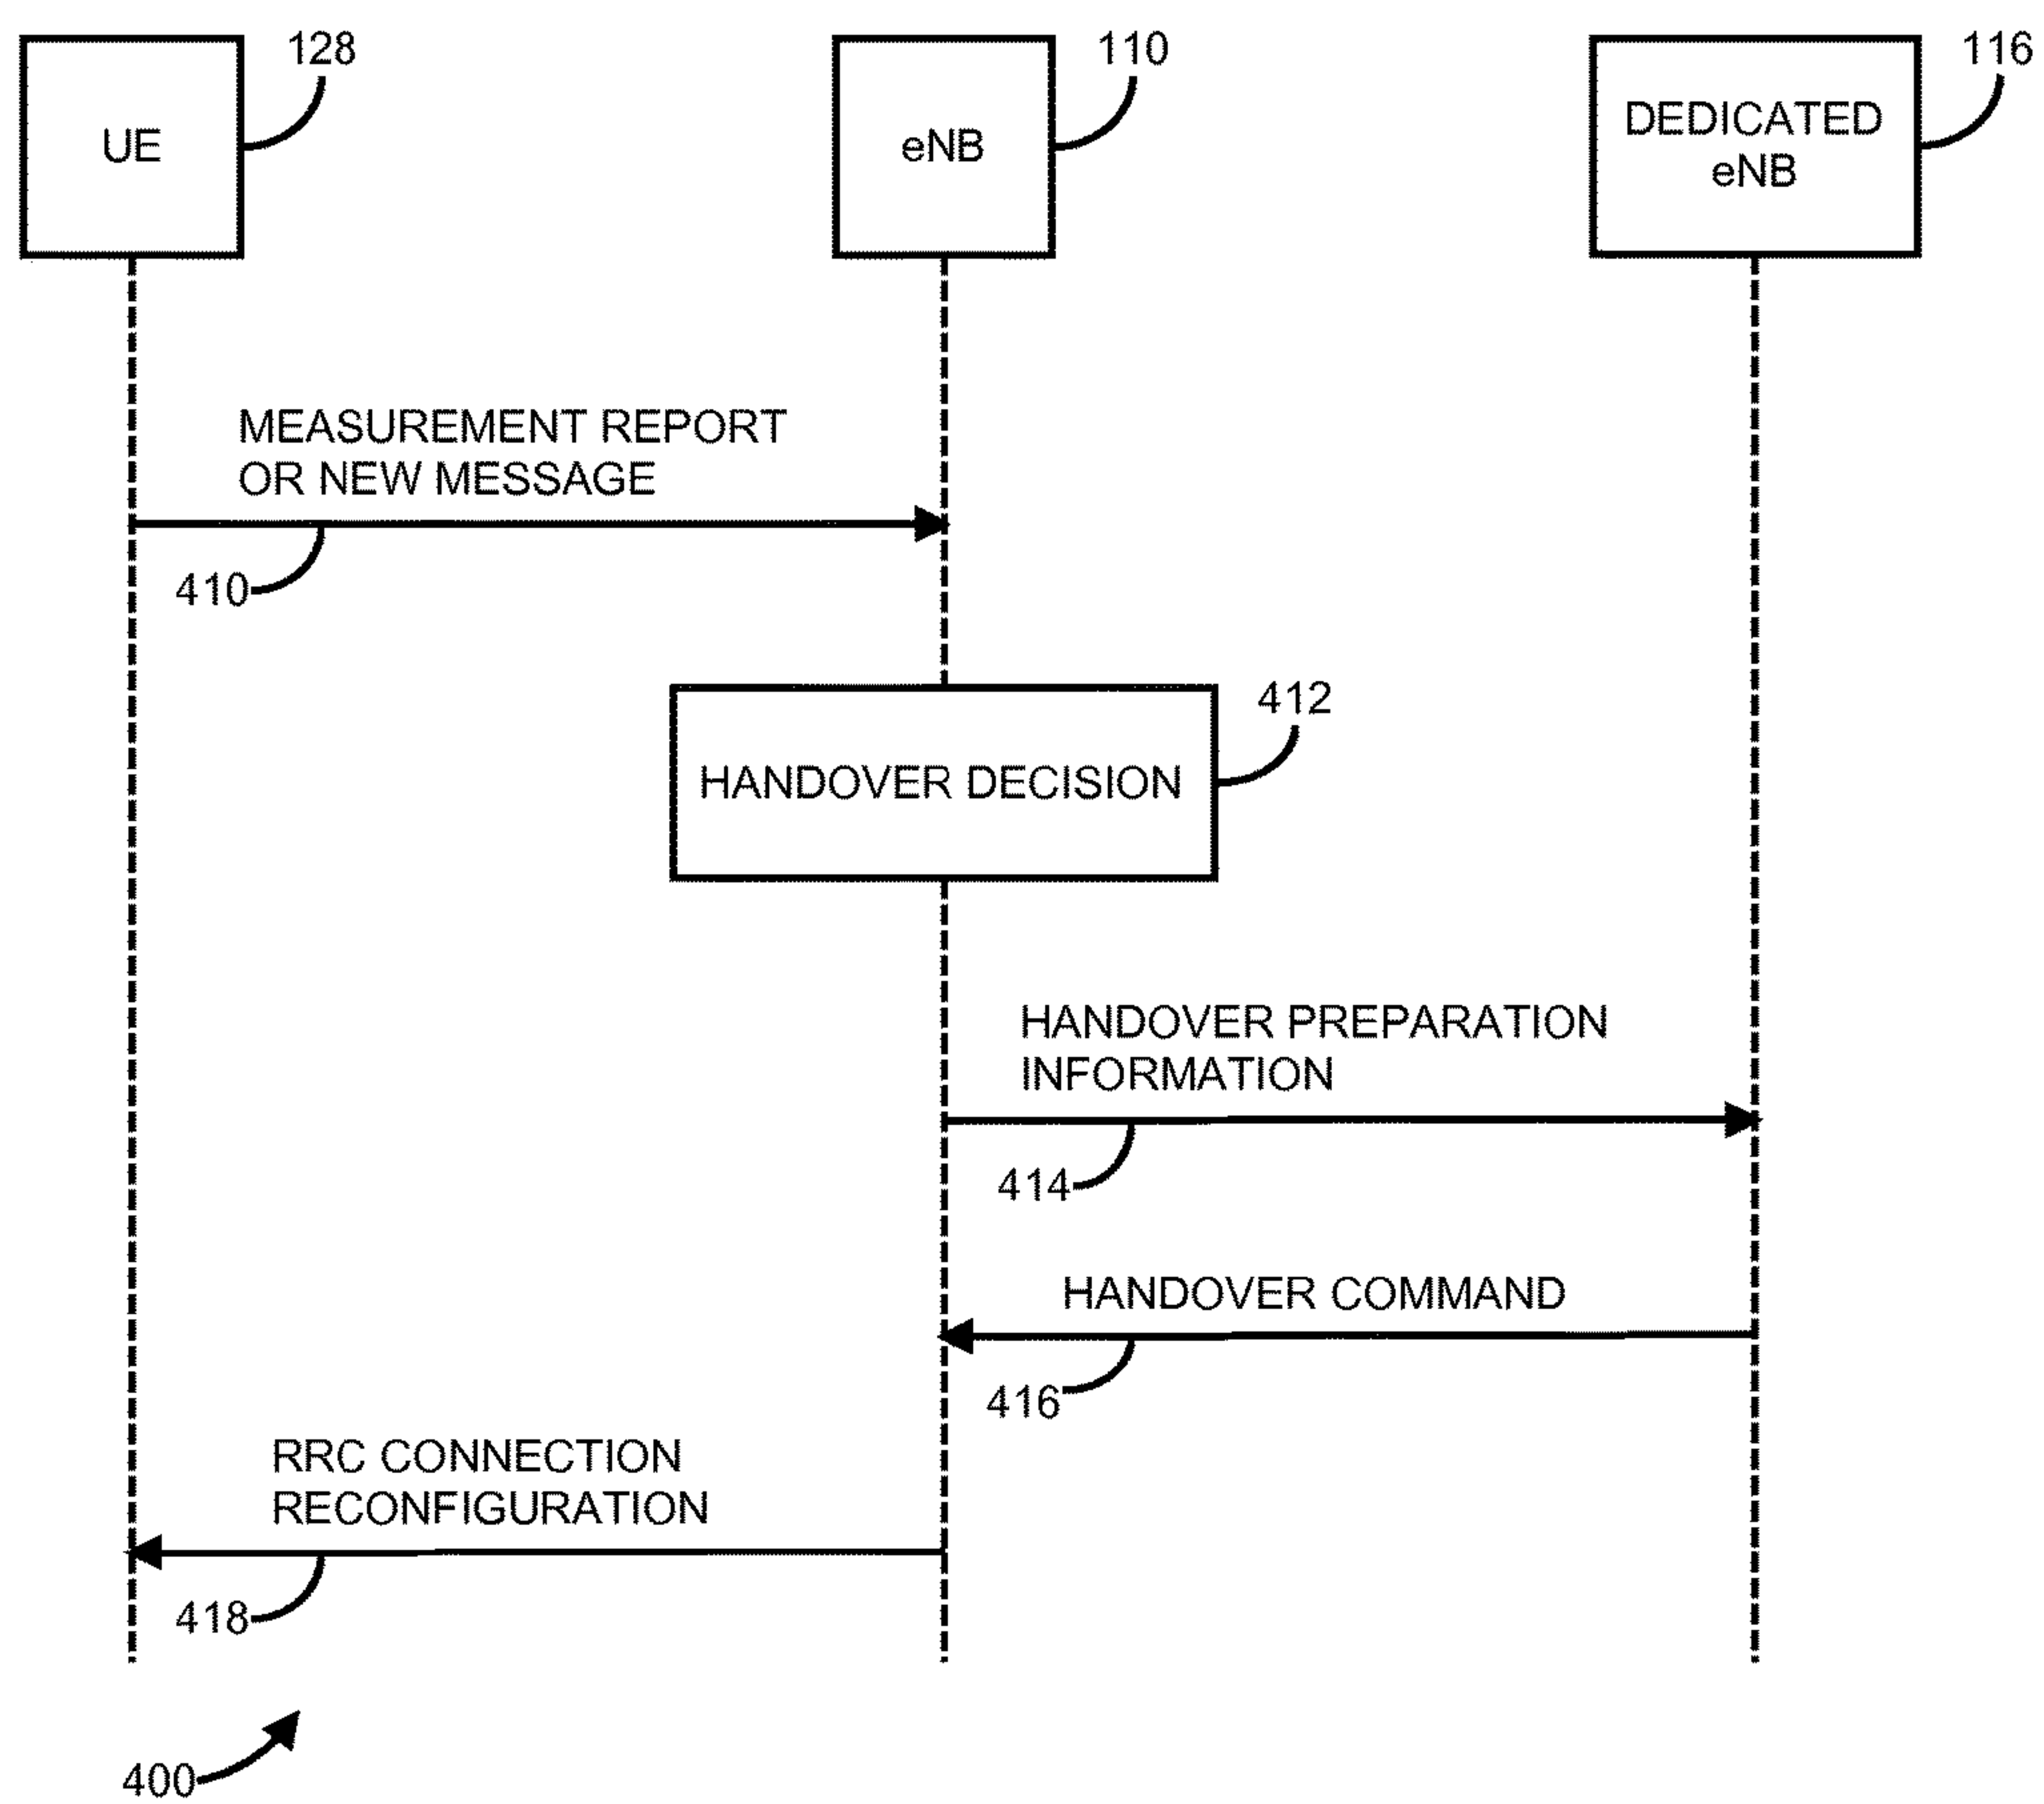 128
110
116
UE
eNB
DEDICATED
eNB
MEASUREMENT REPORT
OR NEW MESSAGE
410
412
HANDOVER DECISION
HANDOVER PREPARATION
INFORMATION
414
HANDOVER COMMAND
416
RRC CONNECTION
RECONFIGURATION
418
400